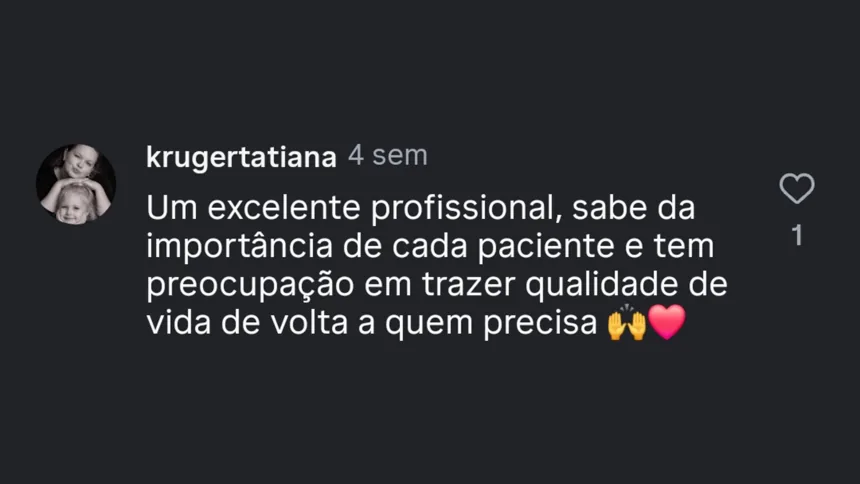 krugertatiana 4 sem
Um excelente profissional, sabe da
importância de cada paciente e tem
preocupação em trazer qualidade de
vida de volta a quem precisa 🙌❤️
1